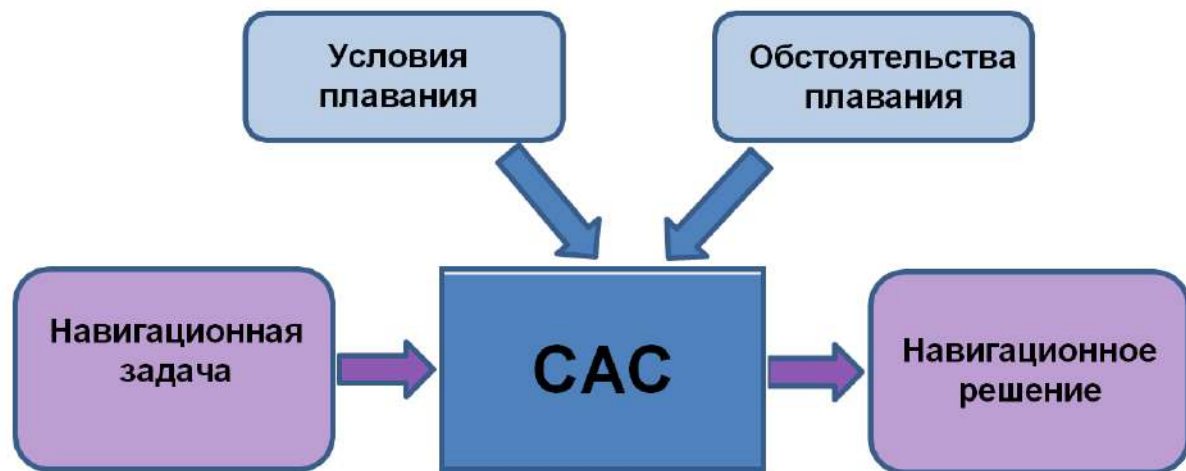 Условия
плавания
Обстоятельства
плавания
Навигационная
задача
САС
Навигационное
решение